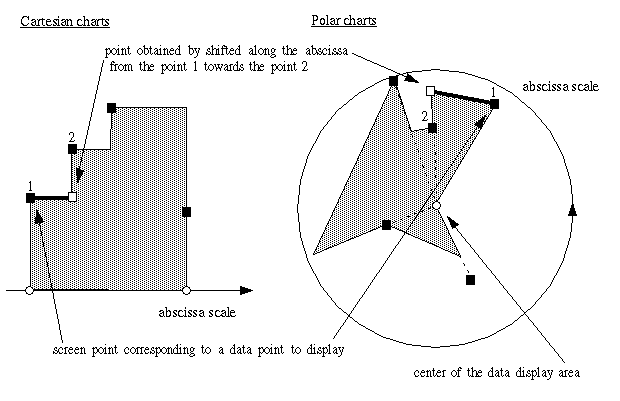 Cartesian charts
Polar charts
point obtained by shifted along the abscissa
from the point 1 towards the point 2
abscissa scale
1
2
2
1
abscissa scale
screen point corresponding to a data point to display
center of the data display area